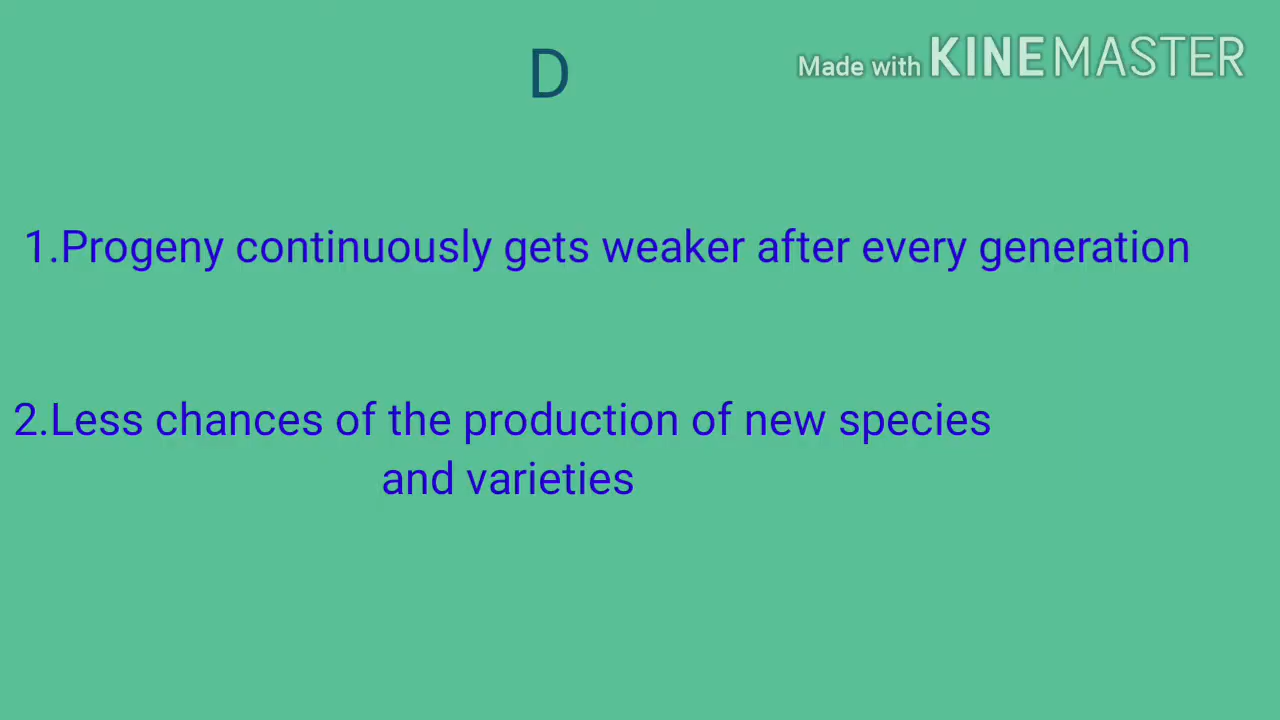 D
Made with KINEMASTER
1.Progeny continuously gets weaker after every generation
2.Less chances of the production of new species
and varieties